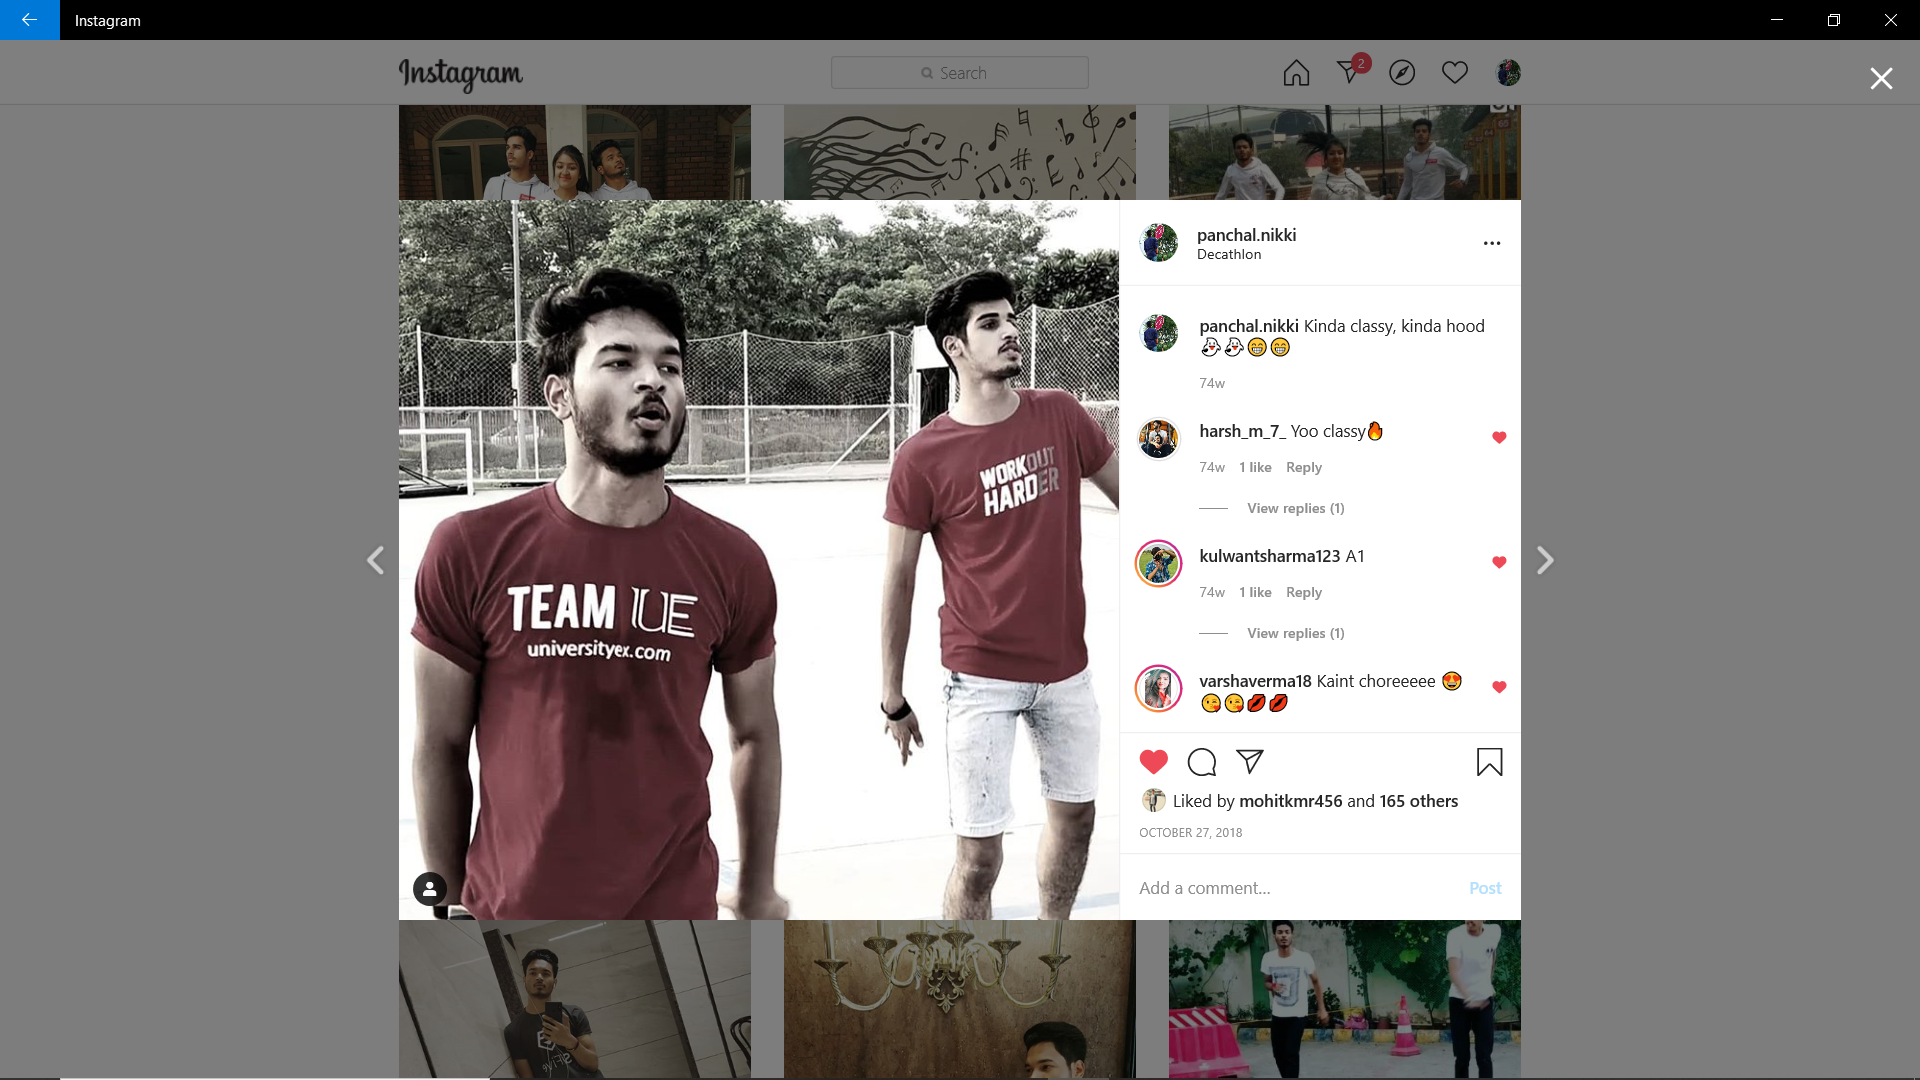 Instagram
Instagram
Search
2
panchal.nikki
Decathlon
panchal.nikki Kinda classy, kinda hood
👻👻😁😁
74w
harsh_m_7_ Yoo classy🔥
74w 1 like Reply
View replies (1)
kulwantsharma123 A1
74w 1 like Reply
View replies (1)
varshaverma18 Kaint choreeeee 😍
😘😘💋💋
Liked by mohitkmr456 and 165 others
OCTOBER 27, 2018
Add a comment... Post
WORKOUT
HARDER
TEAM UE
universityex.com